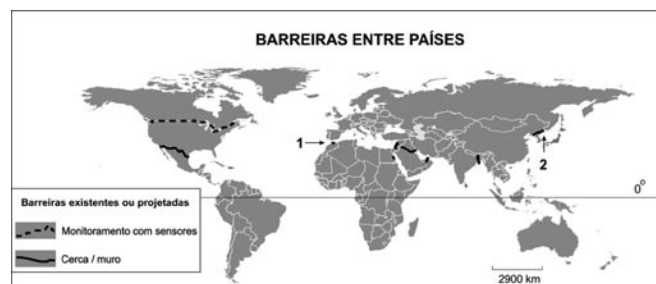 BARREIRAS ENTRE PAÍSES
1
2
0°
Barreiras existentes ou projetadas
Monitoramento com sensores
Cerca / muro
2900 km